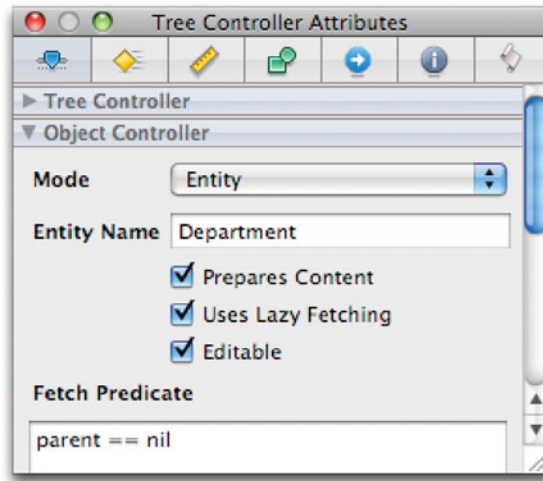 Tree Controller Attributes
Tree Controller
Object Controller
Mode Entity
Entity Name Department
Prepares Content
Uses Lazy Fetching
Editable
Fetch Predicate
parent == nil